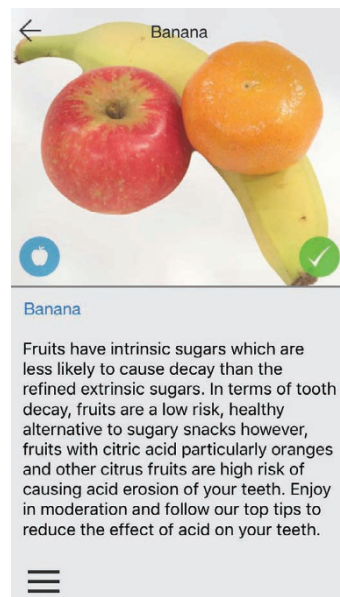 Banana
Banana
Fruits have intrinsic sugars which are
less likely to cause decay than the
refined extrinsic sugars. In terms of tooth
decay, fruits are a low risk, healthy
alternative to sugary snacks however,
fruits with citric acid particularly oranges
and other citrus fruits are high risk of
causing acid erosion of your teeth. Enjoy
in moderation and follow our top tips to
reduce the effect of acid on your teeth.